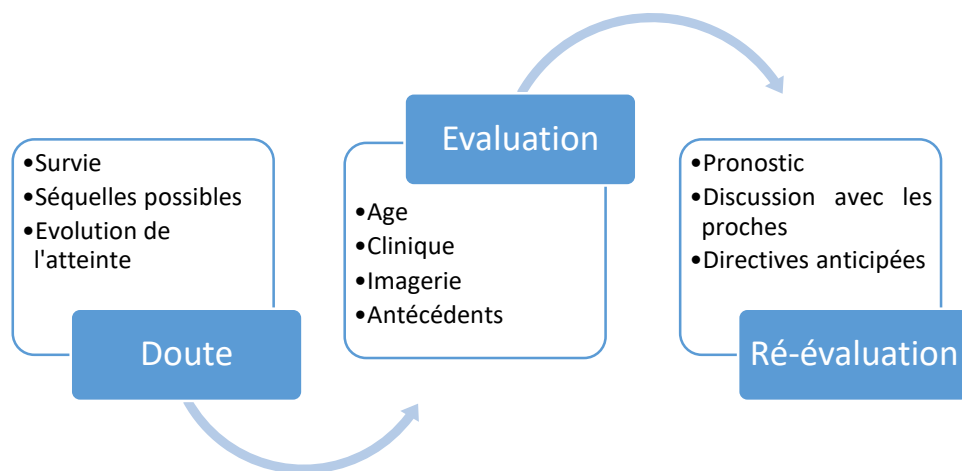 •Survie
•Séquelles possibles
•Evolution de
l'atteinte
Doute
Evaluation
•Age
•Clinique
•Imagerie
•Antécédents
•Pronostic
•Discussion avec les
proches
•Directives anticipées
Ré-évaluation